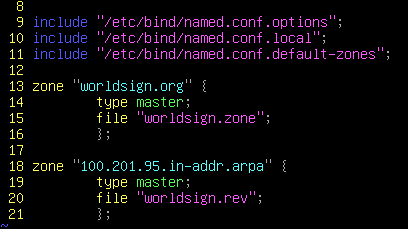 8
9 include "/etc/bind/named.conf.options";
10 include "/etc/bind/named.conf.local";
11 include "/etc/bind/named.conf.default-zones";
12
13 zone "worldsign.org" {
14         type master;
15         file "worldsign.zone";
16         };
17
18 zone "100.201.95.in-addr.arpa" {
19         type master;
20         file "worldsign.rev";
21         };
~